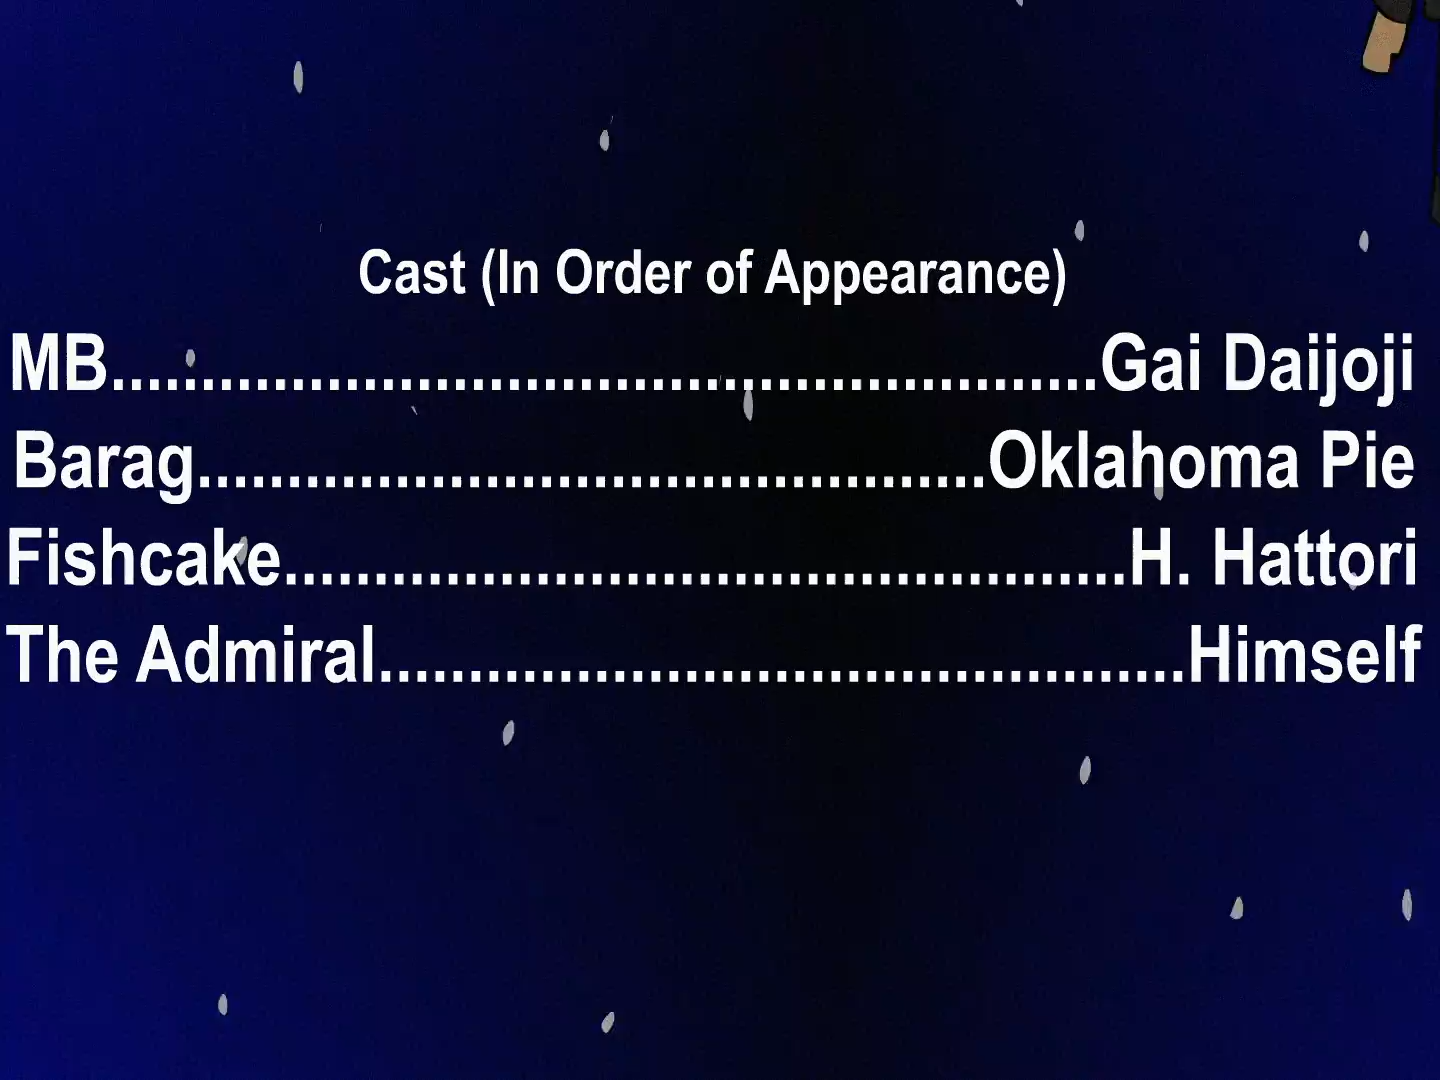 Cast (In Order of Appearance)
MB.......................................................Gai Daijoji
Barag............................................Oklahoma Pie
Fishcake...............................................H. Hattori
The Admiral.............................................Himself